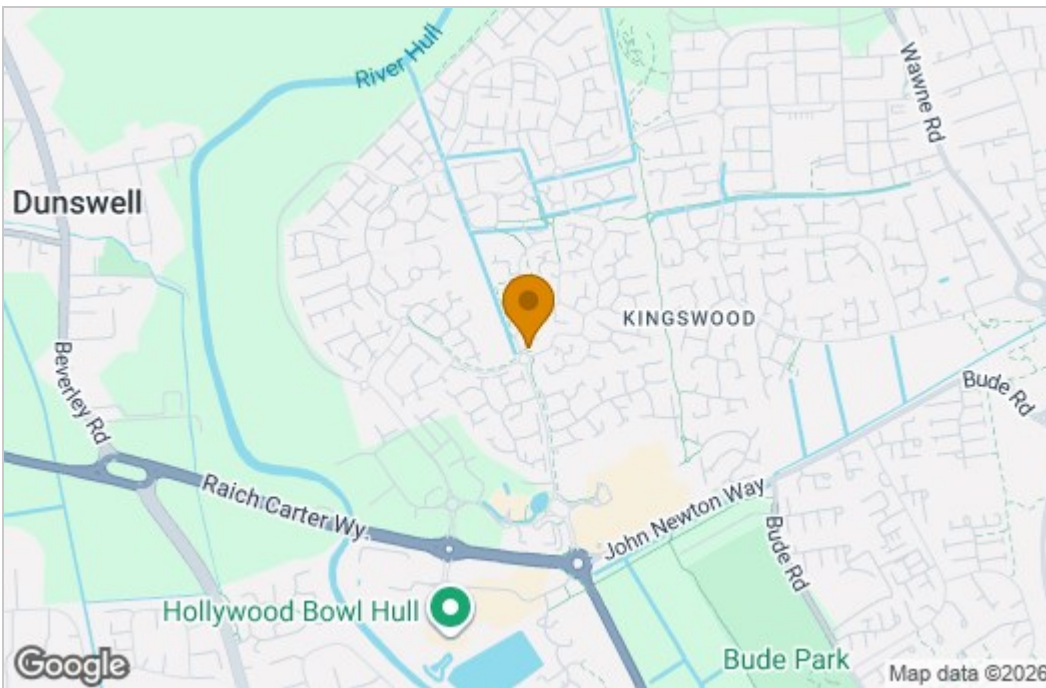 River Hull
Wawne Rd
Dunswell
KINGSWOOD
Beverley Rd
Bude Rd
Raich Carter Wy.
John Newton Way
Bude Rd
Hollywood Bowl Hull
Bude Park
Google
Map data ©2026